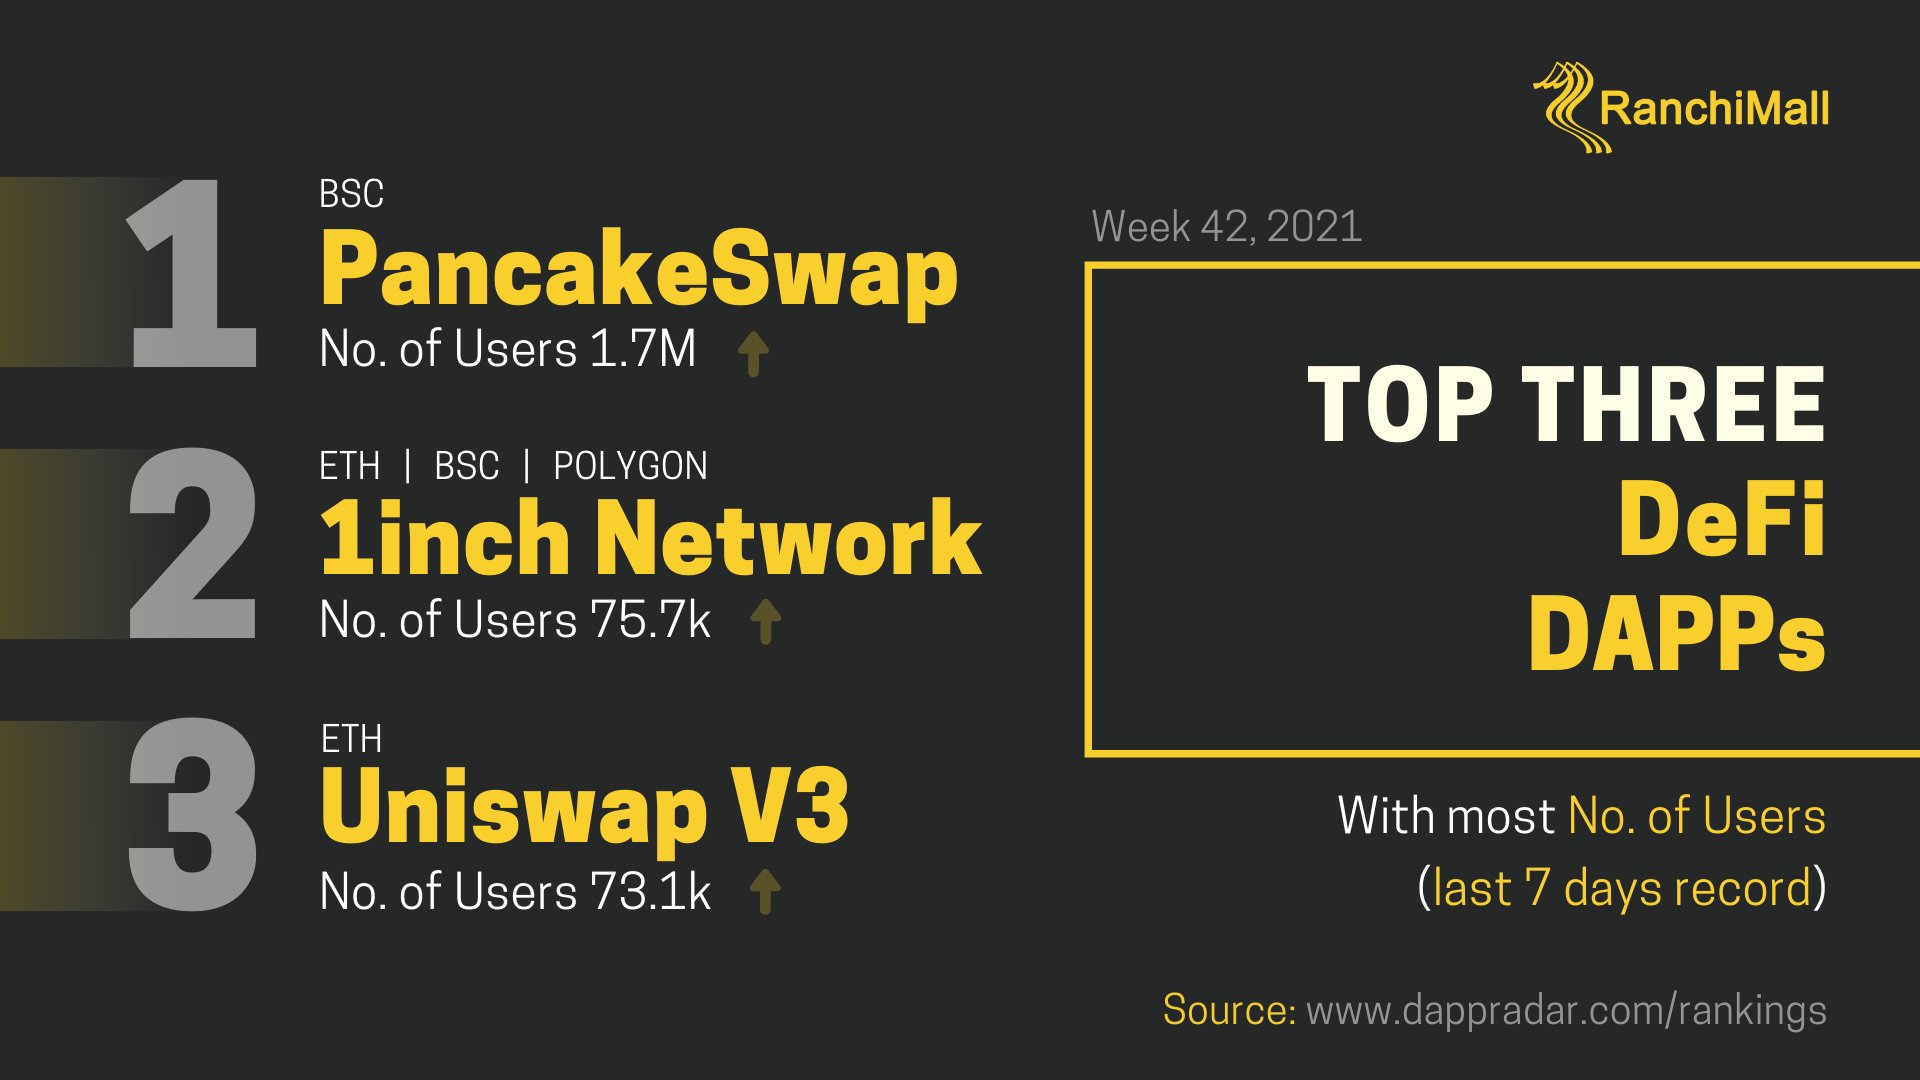 RanchiMall
1
BSC
PancakeSwap
No. of Users 1.7M
2
ETH | BSC | POLYGON
1inch Network
No. of Users 75.7k
3
ETH
Uniswap V3
No. of Users 73.1k
Week 42, 2021
TOP THREE
DeFi
DAPPs
With most No. of Users
(last 7 days record)
Source: www.dappradar.com/rankings